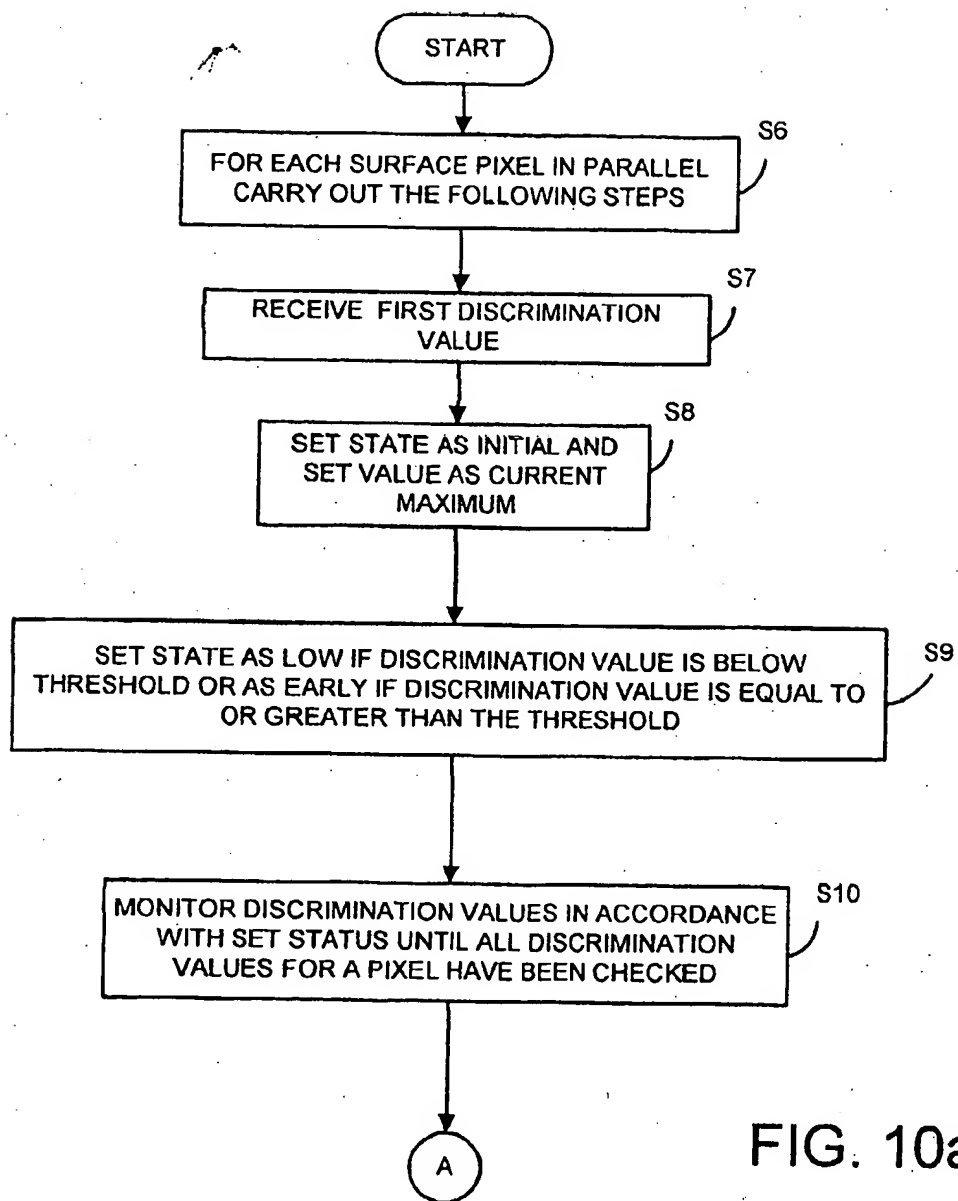 START
S6
FOR EACH SURFACE PIXEL IN PARALLEL
CARRY OUT THE FOLLOWING STEPS
S7
RECEIVE FIRST DISCRIMINATION
VALUE
S8
SET STATE AS INITIAL AND
SET VALUE AS CURRENT
MAXIMUM
S9
SET STATE AS LOW IF DISCRIMINATION VALUE IS BELOW
THRESHOLD OR AS EARLY IF DISCRIMINATION VALUE IS EQUAL TO
OR GREATER THAN THE THRESHOLD
S10
MONITOR DISCRIMINATION VALUES IN ACCORDANCE
WITH SET STATUS UNTIL ALL DISCRIMINATION
VALUES FOR A PIXEL HAVE BEEN CHECKED
A
FIG. 10a